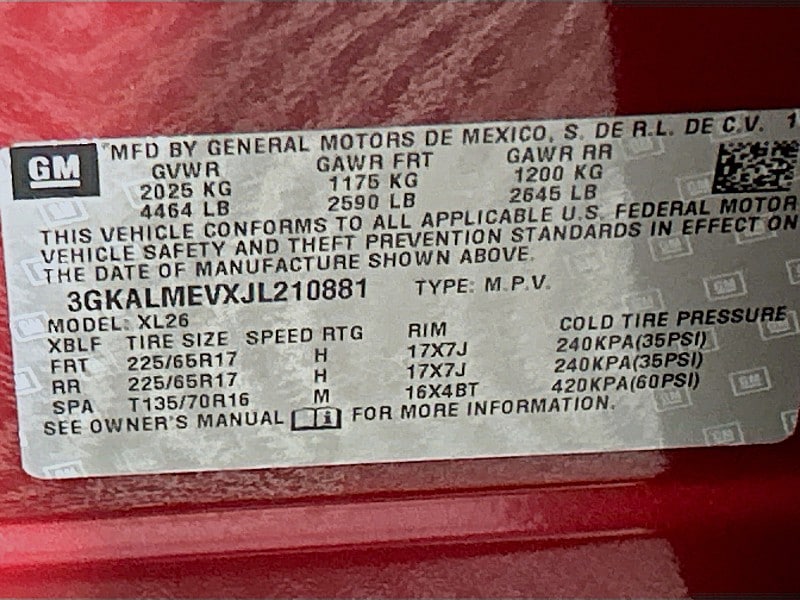 GM
MFD BY GENERAL MOTORS DE MEXICO, S. DE R.L. DE C.V. 1
GVWR GAWR FRT GAWR RR
2025 KG 1175 KG 1200 KG
4464 LB 2590 LB 2645 LB
THIS VEHICLE CONFORMS TO ALL APPLICABLE U.S. FEDERAL MOTOR
VEHICLE SAFETY AND THEFT PREVENTION STANDARDS IN EFFECT ON
THE DATE OF MANUFACTURE SHOWN ABOVE.
3GKALMEVXJL210881 TYPE: M.P.V.
MODEL: XL26
XBLF TIRE SIZE SPEED RTG RIM COLD TIRE PRESSURE
FRT 225/65R17 H 17X7J 240KPA(35PSI)
RR 225/65R17 H 17X7J 240KPA(35PSI)
SPA T135/70R16 M 16X4BT 420KPA(60PSI)
SEE OWNER'S MANUAL i FOR MORE INFORMATION.